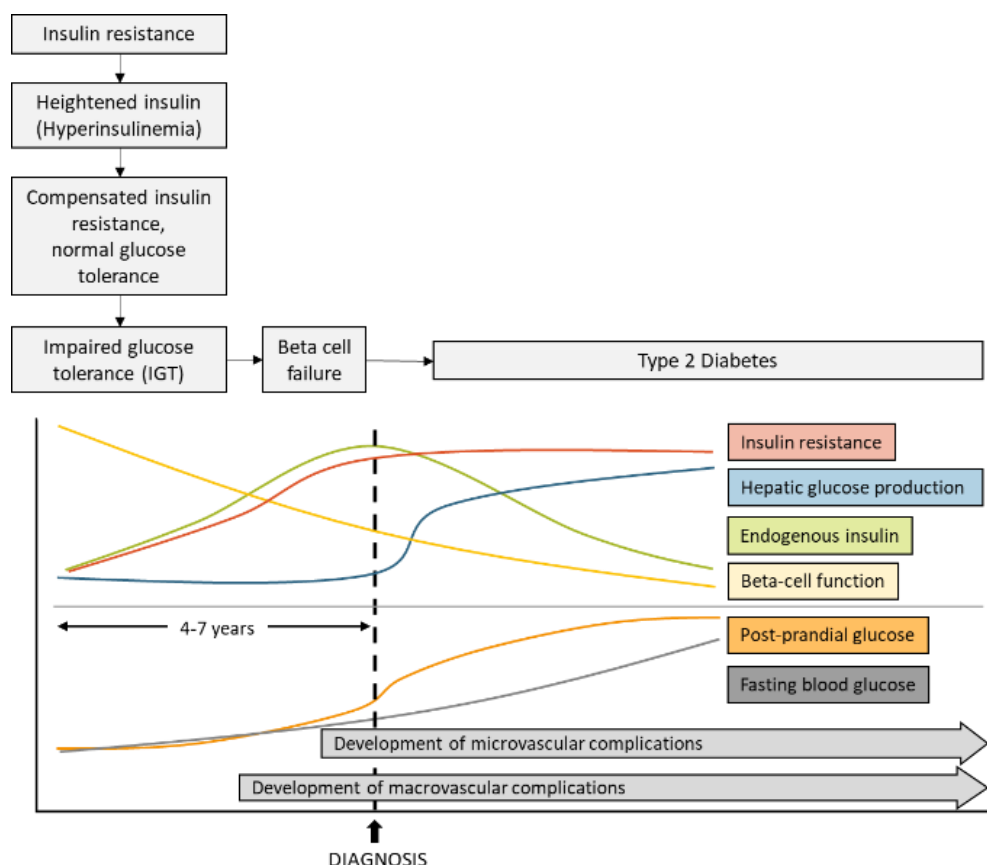 Insulin resistance
Heightened insulin
(Hyperinsulinemia)
Compensated insulin
resistance,
normal glucose
tolerance
Impaired glucose
tolerance (IGT)
Beta cell
failure
Type 2 Diabetes
Insulin resistance
Hepatic glucose production
Endogenous insulin
Beta-cell function
4-7 years
Post-prandial glucose
Fasting blood glucose
Development of microvascular complications
Development of macrovascular complications
DIAGNOSIS